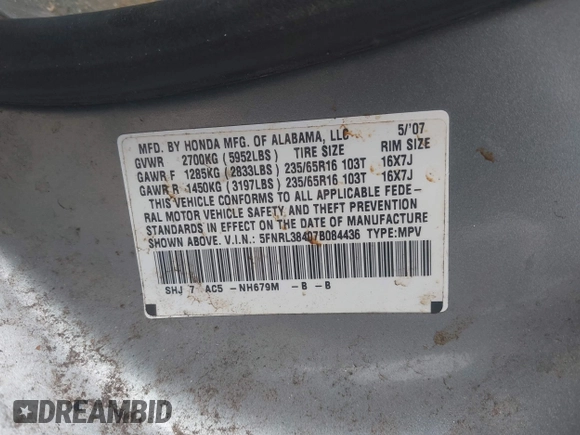 MFD. BY HONDA MFG. OF ALABAMA, LLC 5/'07
GVWR 2700KG (5952LBS) TIRE SIZE RIM SIZE
GAWR F 1285KG (2833LBS) 235/65R16 103T 16X7J
GAWR R 1450KG (3197LBS) 235/65R16 103T 16X7J
THIS VEHICLE CONFORMS TO ALL APPLICABLE FEDE-
RAL MOTOR VEHICLE SAFETY AND THEFT PREVENTION
STANDARDS IN EFFECT ON THE DATE OF MANUFACTURE
SHOWN ABOVE. V.I.N.: 5FNRL38407B084436 TYPE:MPV
SHJ 7 AC5 -NH679M -B -B
DREAMBID